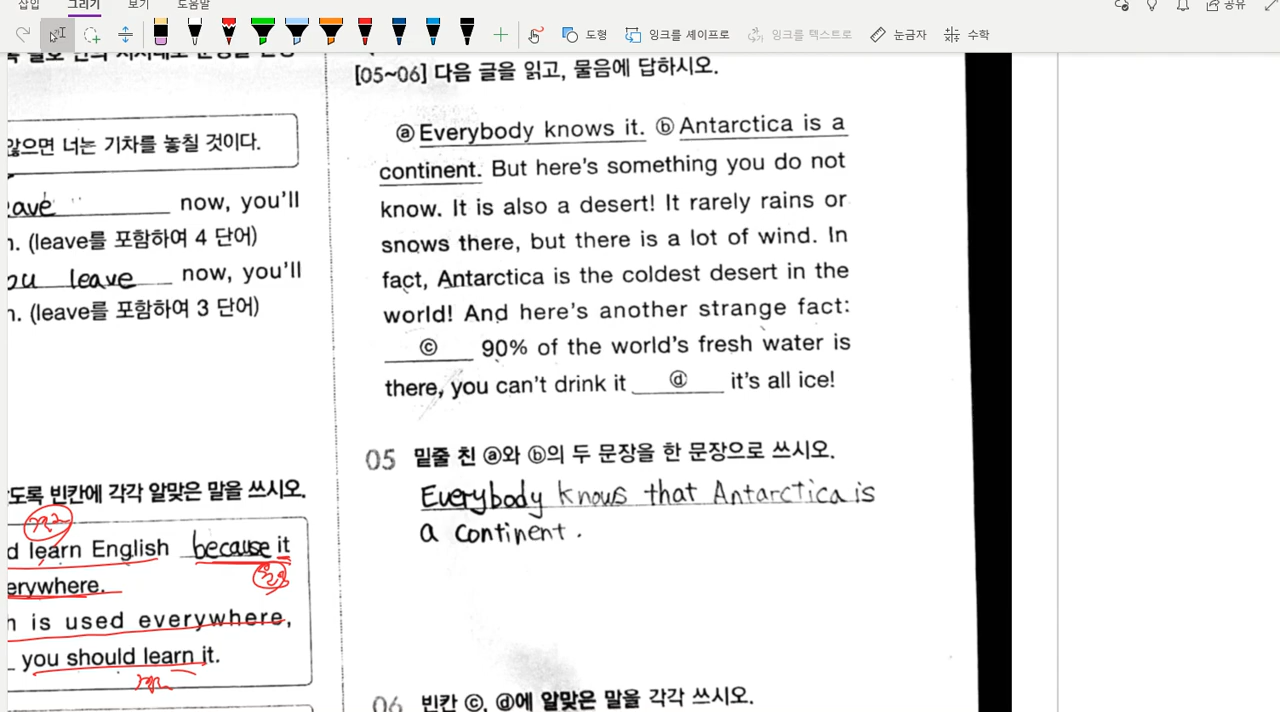 삽입 그리기 보기 도움말 공유
도형 잉크를 셰이프로 잉크를 텍스트로 눈금자 수학
[05~06] 다음 글을 읽고, 물음에 답하시오.
않으면 너는 기차를 놓칠 것이다.
eave now, you'll
n. (leave를 포함하여 4 단어)
ou leave now, you'll
n. (leave를 포함하여 3 단어)
도록 빈칸에 각각 알맞은 말을 쓰시오.
d learn English because it
erywhere.
h is used everywhere,
you should learn it.
ⓐ Everybody knows it. ⓑ Antarctica is a
continent. But here's something you do not
know. It is also a desert! It rarely rains or
snows there, but there is a lot of wind. In
fact, Antarctica is the coldest desert in the
world! And here's another strange fact:
ⓒ 90% of the world's fresh water is
there, you can't drink it ⓓ it's all ice!
05 밑줄 친 ⓐ와 ⓑ의 두 문장을 한 문장으로 쓰시오.
Everybody knows that Antarctica is
a continent.
06 빈칸 ⓒ, ⓓ에 알맞은 말을 각각 쓰시오.